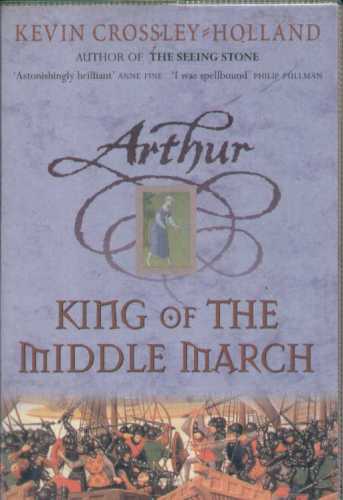 KEVIN CROSSLEY-HOLLAND
AUTHOR OF THE SEEING STONE
'Astonishingly brilliant' ANNE FINE 'I was spellbound' PHILIP PULLMAN
Arthur
KING OF THE
MIDDLE MARCH